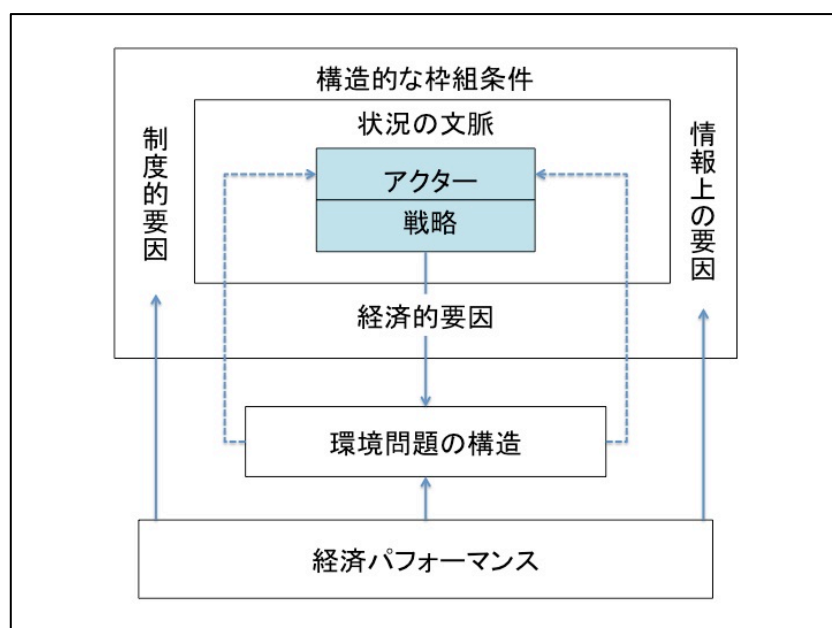 構造的な枠組条件
状況の文脈
制度的要因
情報上の要因
アクター
戦略
経済的要因
環境問題の構造
経済パフォーマンス